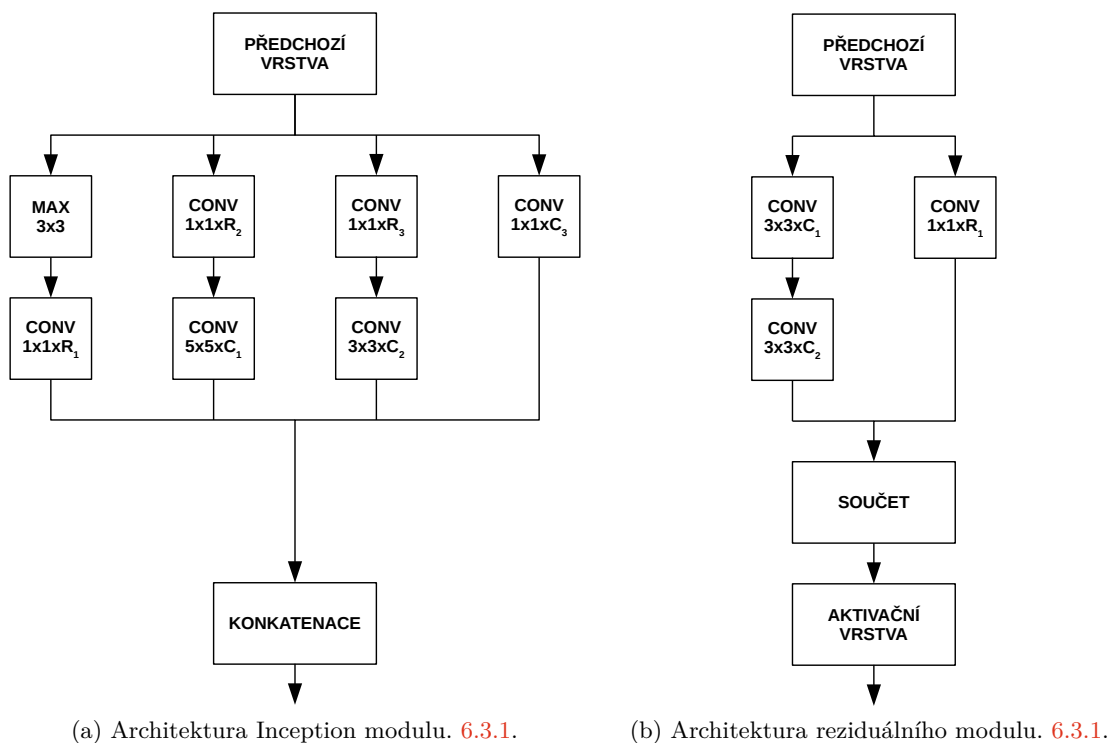 PŘEDCHOZÍ
VRSTVA
MAX
3x3
CONV
1x1xR₂
CONV
1x1xR₃
CONV
1x1xC₃
CONV
1x1xR₁
CONV
5x5xC₁
CONV
3x3xC₂
KONKATENACE
(a) Architektura Inception modulu. 6.3.1.
PŘEDCHOZÍ
VRSTVA
CONV
3x3xC₁
CONV
1x1xR₁
CONV
3x3xC₂
SOUČET
AKTIVAČNÍ
VRSTVA
(b) Architektura reziduálního modulu. 6.3.1.